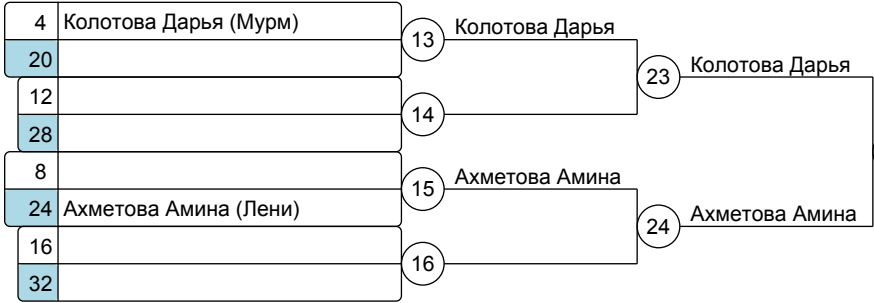 4 Колотова Дарья (Мурм)
20
13 Колотова Дарья
12
28
14
23 Колотова Дарья
8
24 Ахметова Амина (Лени)
15 Ахметова Амина
16
32
16
24 Ахметова Амина